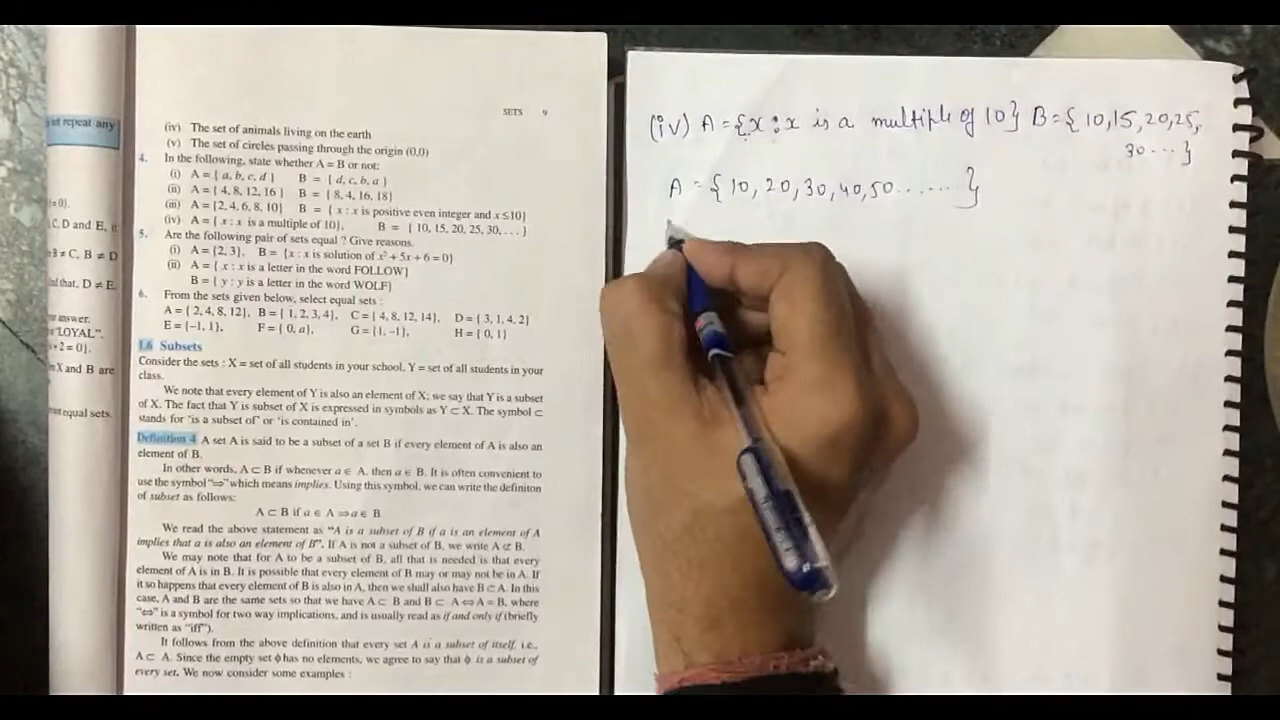 et repeat any
=0}.
C, D and E, it
B ≠ C, B ≠ D
find that, D ≠ E.
answer.
"LOYAL".
+2 = 0}.
X and B are
equal sets.
SETS 9
(iv) The set of animals living on the earth
(v) The set of circles passing through the origin (0,0)
4. In the following, state whether A = B or not:
(i) A = { a, b, c, d } B = { d, c, b, a }
(ii) A = { 4, 8, 12, 16 } B = { 8, 4, 16, 18}
(iii) A = {2, 4, 6, 8, 10} B = { x : x is positive even integer and x ≤ 10}
(iv) A = { x : x is a multiple of 10}, B = { 10, 15, 20, 25, 30, . . . }
5. Are the following pair of sets equal ? Give reasons.
(i) A = {2, 3}, B = {x : x is solution of x² + 5x + 6 = 0}
(ii) A = { x : x is a letter in the word FOLLOW}
B = { y : y is a letter in the word WOLF}
6. From the sets given below, select equal sets :
A = { 2, 4, 8, 12}, B = { 1, 2, 3, 4}, C = { 4, 8, 12, 14}, D = { 3, 1, 4, 2}
E = {–1, 1}, F = { 0, a}, G = {1, –1}, H = { 0, 1}
1.6 Subsets
Consider the sets : X = set of all students in your school, Y = set of all students in your
class.
We note that every element of Y is also an element of X; we say that Y is a subset
of X. The fact that Y is subset of X is expressed in symbols as Y ⊂ X. The symbol ⊂
stands for 'is a subset of' or 'is contained in'.
Definition 4 A set A is said to be a subset of a set B if every element of A is also an
element of B.
In other words, A ⊂ B if whenever a ∈ A, then a ∈ B. It is often convenient to
use the symbol "⇒" which means implies. Using this symbol, we can write the definiton
of subset as follows:
A ⊂ B if a ∈ A ⇒ a ∈ B
We read the above statement as "A is a subset of B if a is an element of A
implies that a is also an element of B". If A is not a subset of B, we write A ⊄ B.
We may note that for A to be a subset of B, all that is needed is that every
element of A is in B. It is possible that every element of B may or may not be in A. If
it so happens that every element of B is also in A, then we shall also have B ⊂ A. In this
case, A and B are the same sets so that we have A ⊂ B and B ⊂ A ⇔ A = B, where
"⇔" is a symbol for two way implications, and is usually read as if and only if (briefly
written as "iff").
It follows from the above definition that every set A is a subset of itself, i.e.,
A ⊂ A. Since the empty set ϕ has no elements, we agree to say that ϕ is a subset of
every set. We now consider some examples :
(iv) A = {x : x is a multiple of 10} B = { 10, 15, 20, 25,
30 ... }
A = { 10, 20, 30, 40, 50 ....... }